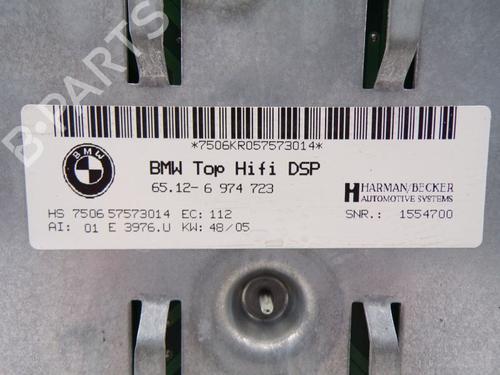 *7506KR057573014*
BMW
BMW Top Hifi DSP
65.12-6 974 723
HARMAN/BECKER
AUTOMOTIVE SYSTEMS
HS 7506 57573014 EC: 112
SNR.: 1554700
AI: 01 E 3976.U KW: 48/05
B-PARTS